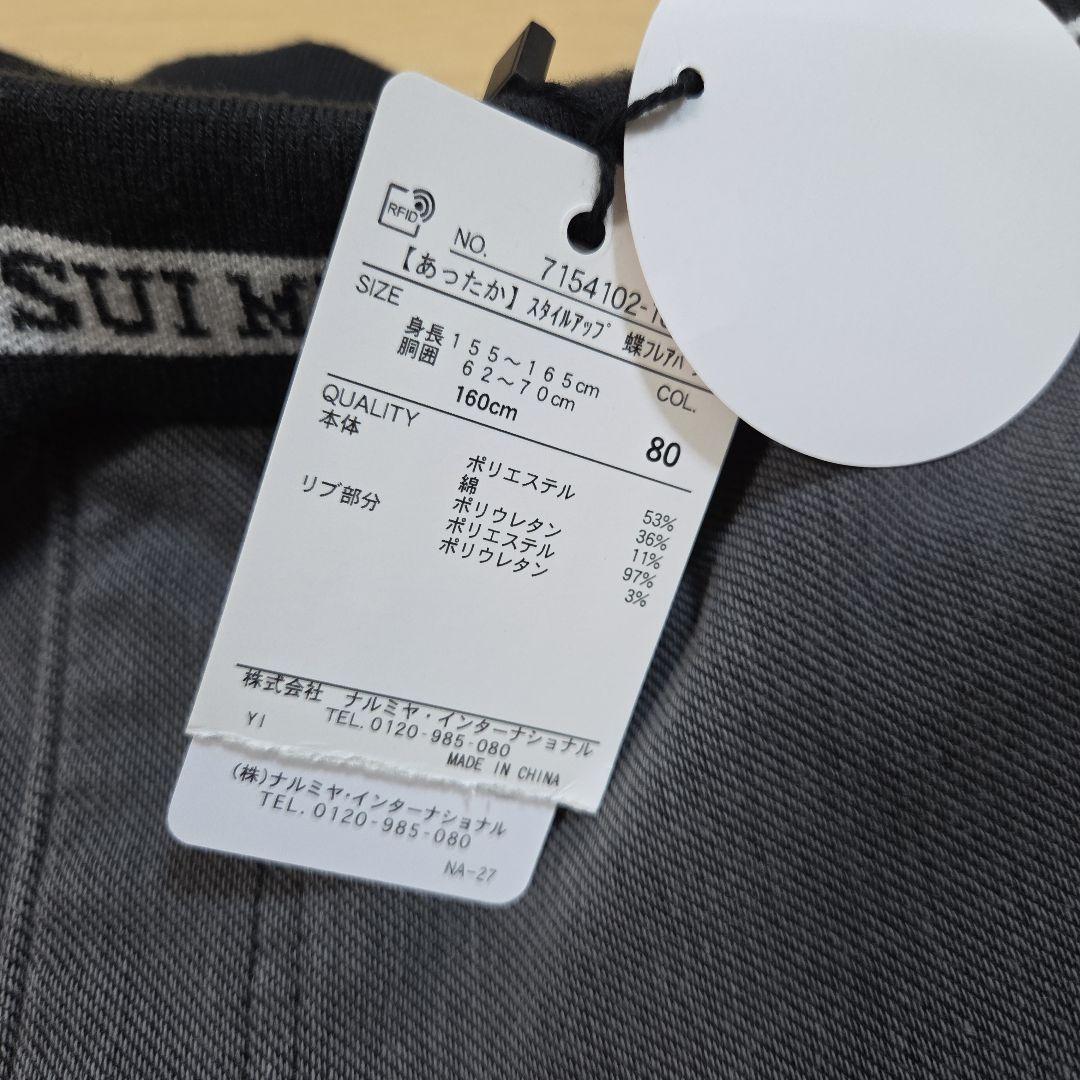 SUI M
RFID
NO. 7154102-1
【あったか】スタイルアップ 蝶フレアパ
SIZE
COL.
身長 155～165cm
胴囲 62～70cm
160cm
80
QUALITY
本体 ポリエステル 53%
綿 36%
ポリウレタン 11%
リブ部分 ポリエステル 97%
ポリウレタン 3%
株式会社 ナルミヤ・インターナショナル
YI TEL.0120-985-080
MADE IN CHINA
(株)ナルミヤ・インターナショナル
TEL.0120-985-080
NA-27